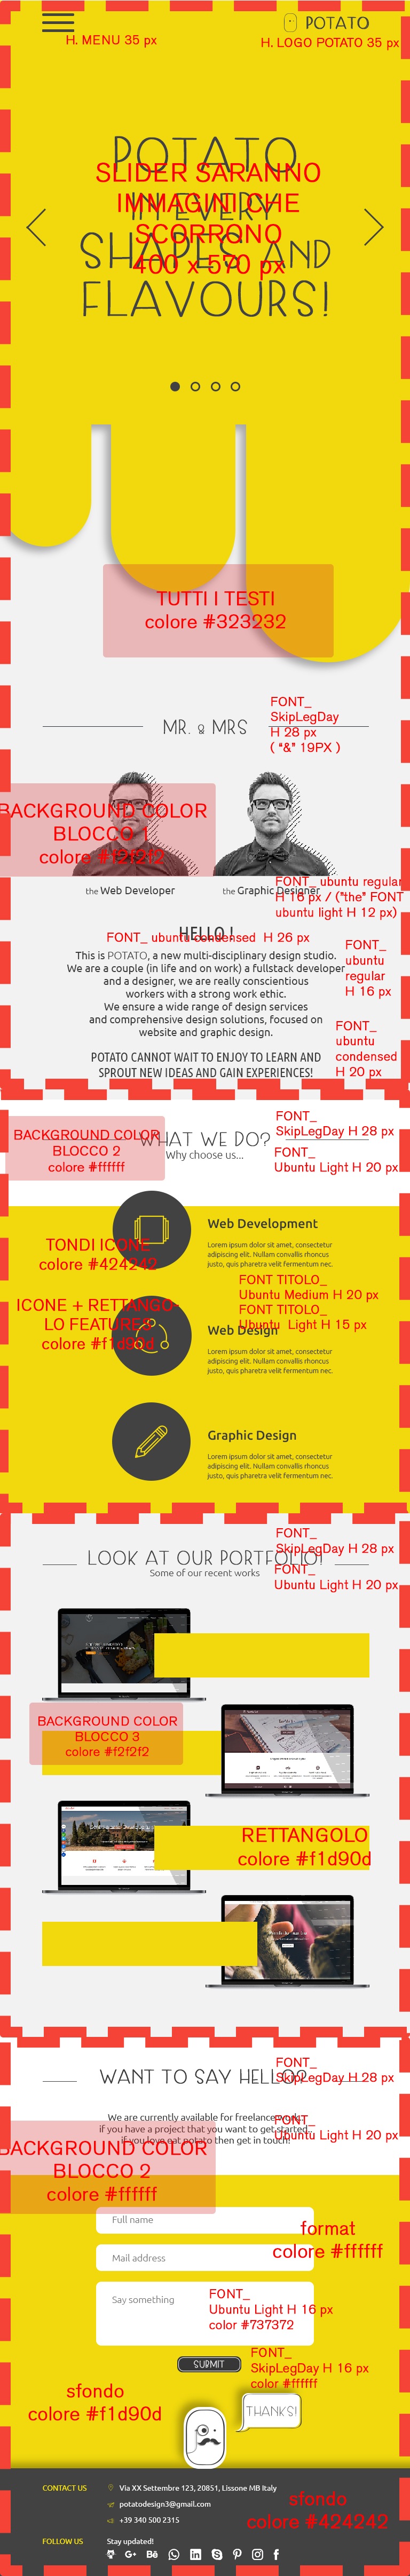 POTATO
H. MENU 35 px
H. LOGO POTATO 35 px
POTATO
IN EVERY
SHAPES AND
FLAVOURS!
SLIDER SARANNO
IMMAGINI CHE
SCORRONO
400 x 570 px
TUTTI I TESTI
colore #323232
MR. & MRS
FONT_
SkipLegDay
H 28 px
( "&" 19PX )
BACKGROUND COLOR
BLOCCO 1
colore #f2f2f2
the Web Developer
the Graphic Designer
FONT_ ubuntu regular
H 16 px / ("the" FONT
ubuntu light H 12 px)
HELLO !
FONT_ ubuntu condensed H 26 px
This is POTATO, a new multi-disciplinary design studio.
We are a couple (in life and on work) a fullstack developer
and a designer, we are really conscientious
workers with a strong work ethic.
We ensure a wide range of design services
and comprehensive design solutions, focused on
website and graphic design.
FONT_
ubuntu
regular
H 16 px
POTATO CANNOT WAIT TO ENJOY TO LEARN AND
SPROUT NEW IDEAS AND GAIN EXPERIENCES!
FONT_
ubuntu
condensed
H 20 px
WHAT WE DO?
Why choose us...
BACKGROUND COLOR
BLOCCO 2
colore #ffffff
FONT_
SkipLegDay H 28 px
FONT_
Ubuntu Light H 20 px
Web Development
Lorem ipsum dolor sit amet, consectetur
adipiscing elit. Nullam convallis rhoncus
justo, quis pharetra velit fermentum nec.
TONDI ICONE
colore #424242
FONT TITOLO_
Ubuntu Medium H 20 px
FONT TITOLO_
Ubuntu Light H 15 px
ICONE + RETTANGO
LO FEATURES
colore #f1d90d
Web Design
Lorem ipsum dolor sit amet, consectetur
adipiscing elit. Nullam convallis rhoncus
justo, quis pharetra velit fermentum nec.
Graphic Design
Lorem ipsum dolor sit amet, consectetur
adipiscing elit. Nullam convallis rhoncus
justo, quis pharetra velit fermentum nec.
LOOK AT OUR PORTFOLIO!
Some of our recent works
FONT_
SkipLegDay H 28 px
FONT_
Ubuntu Light H 20 px
BACKGROUND COLOR
BLOCCO 3
colore #f2f2f2
RETTANGOLO
colore #f1d90d
WANT TO SAY HELLO?
FONT_
SkipLegDay H 28 px
We are currently available for freelance work,
if you have a project that you want to get started
if you love eat potato then get in touch!
FONT_
Ubuntu Light H 20 px
BACKGROUND COLOR
BLOCCO 2
colore #ffffff
Full name
Mail address
Say something
format
colore #ffffff
FONT_
Ubuntu Light H 16 px
color #737372
SUBMIT
FONT_
SkipLegDay H 16 px
color #ffffff
sfondo
colore #f1d90d
THANKS!
CONTACT US
Via XX Settembre 123, 20851, Lissone MB Italy
potatodesign3@gmail.com
+39 340 500 2315
sfondo
colore #424242
FOLLOW US
Stay updated!